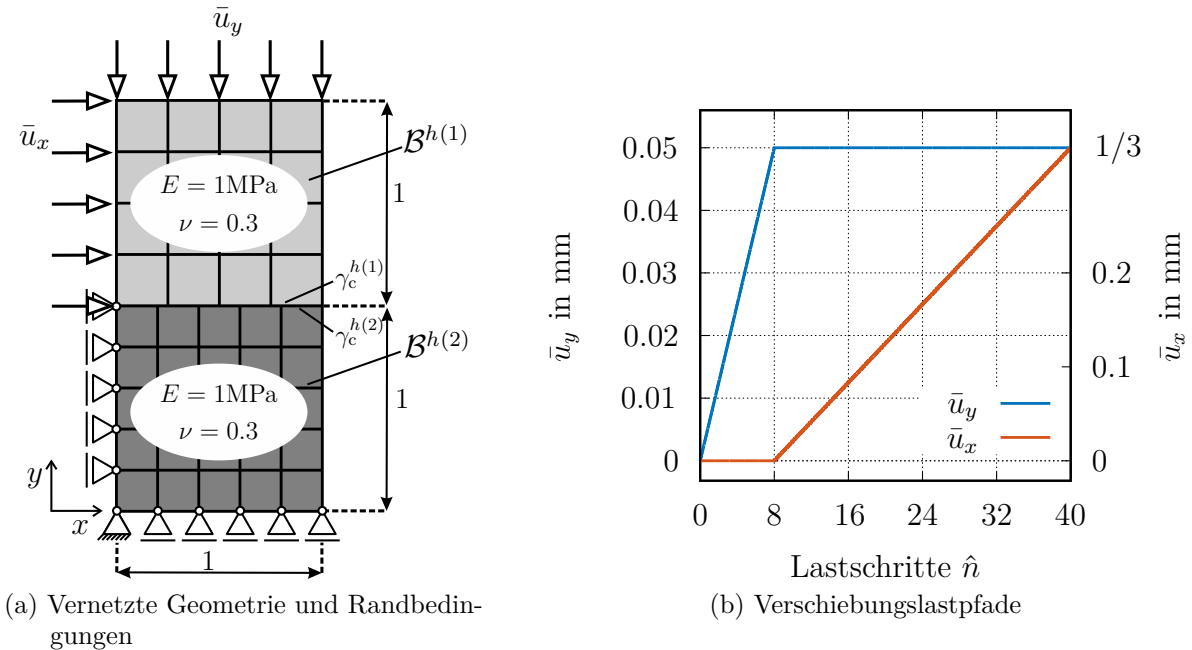 ū_y
ū_x
𝓑^{h(1)}
E = 1MPa
ν = 0.3
1
γ_c^{h(1)}
γ_c^{h(2)}
𝓑^{h(2)}
E = 1MPa
ν = 0.3
1
y
x
1
(a) Vernetzte Geometrie und Randbedin-
gungen
ū_y in mm
0.05
0.04
0.03
0.02
0.01
0
1/3
0.2
0.1
0
ū_x in mm
ū_y
ū_x
0 8 16 24 32 40
Lastschritte n̂
(b) Verschiebungslastpfade